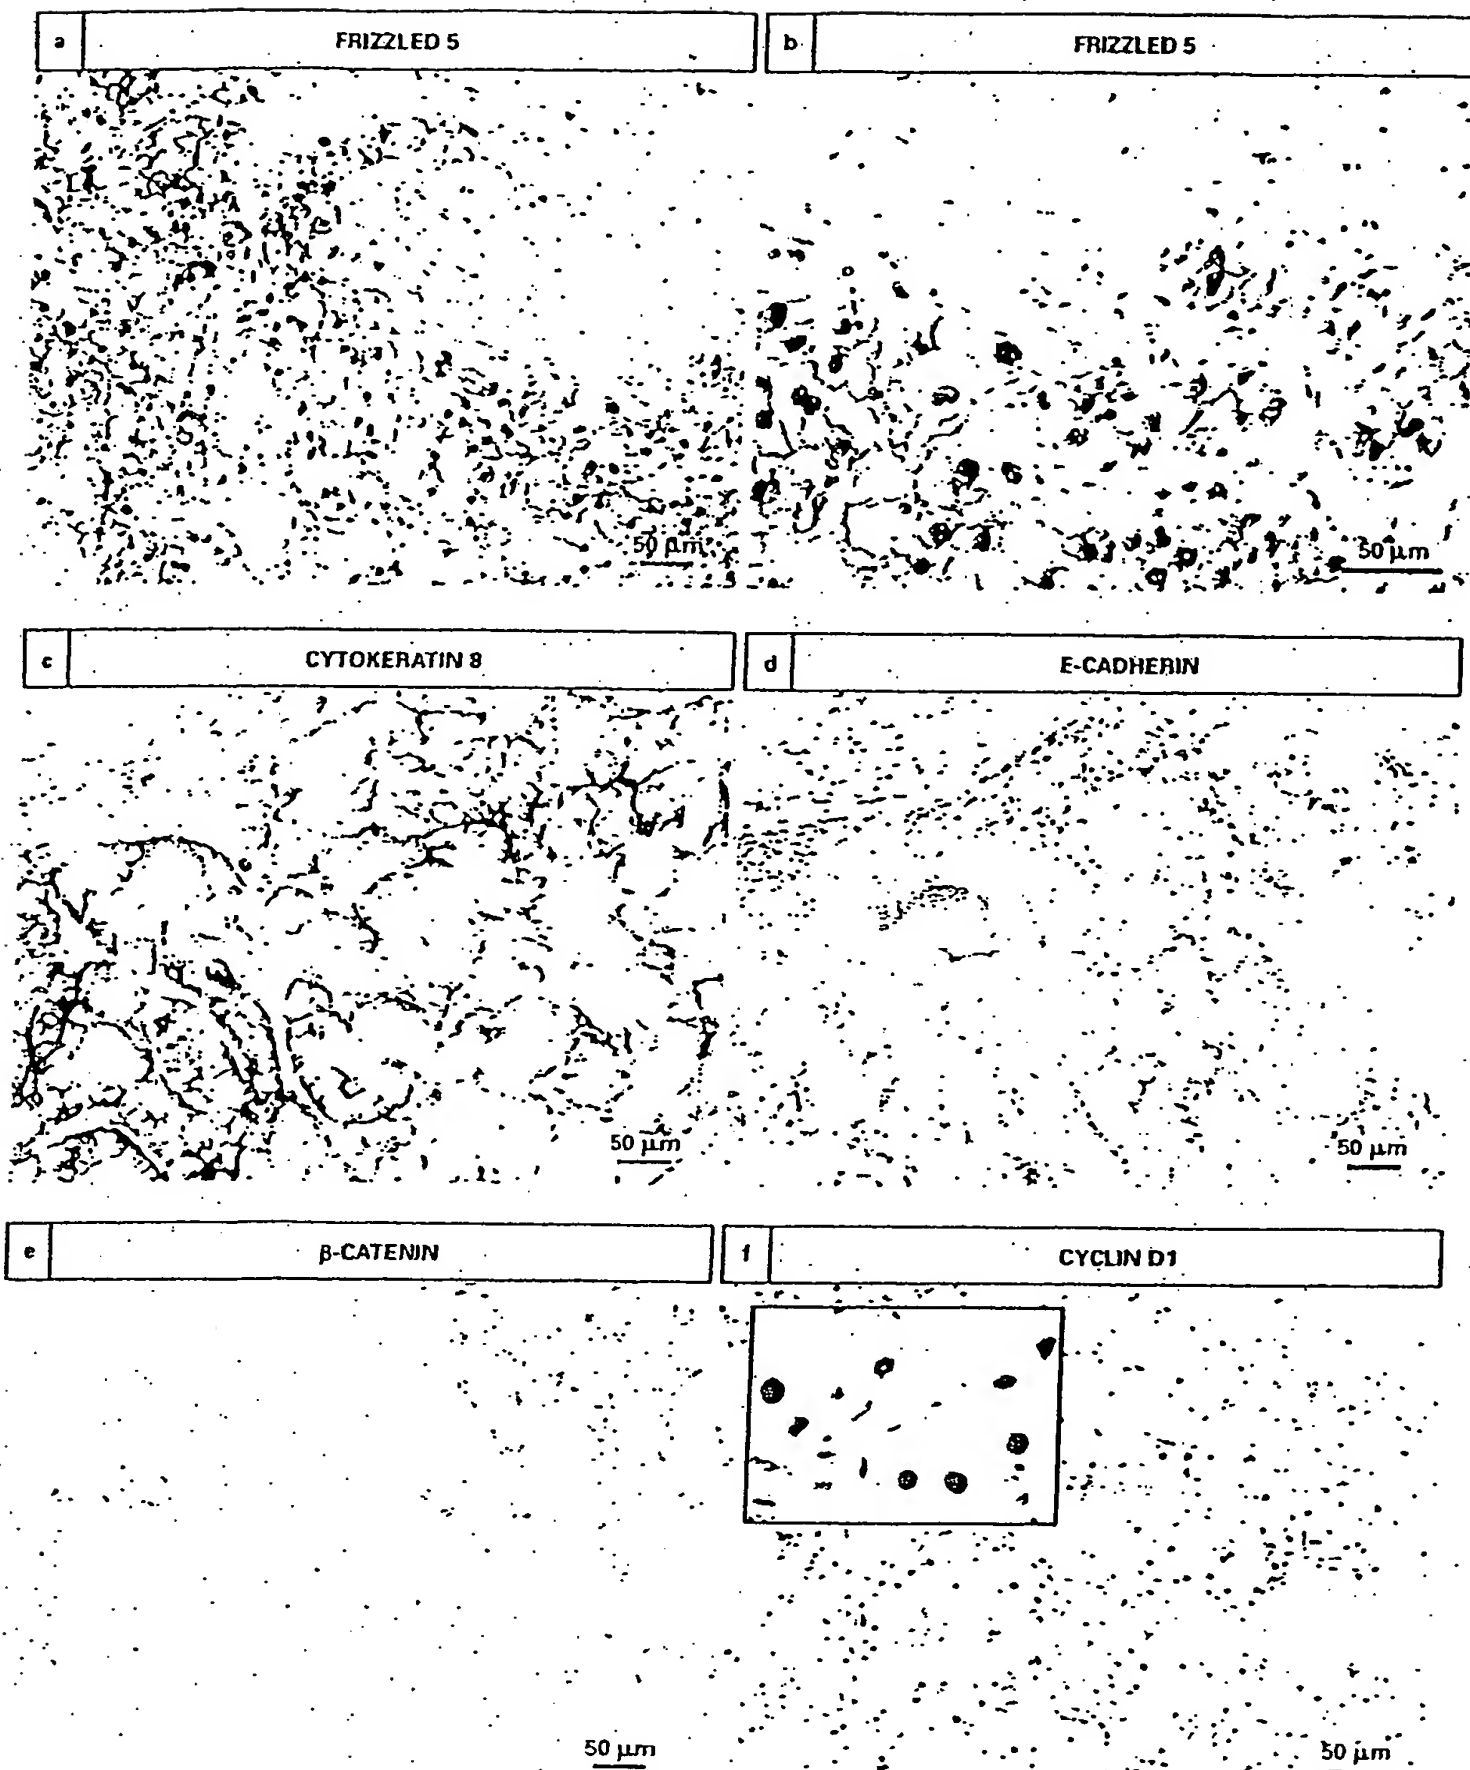 a FRIZZLED 5
b FRIZZLED 5
50 µm
50 µm
c CYTOKERATIN 8
d E-CADHERIN
50 µm
50 µm
e β-CATENIN
f CYCLIN D1
50 µm
50 µm